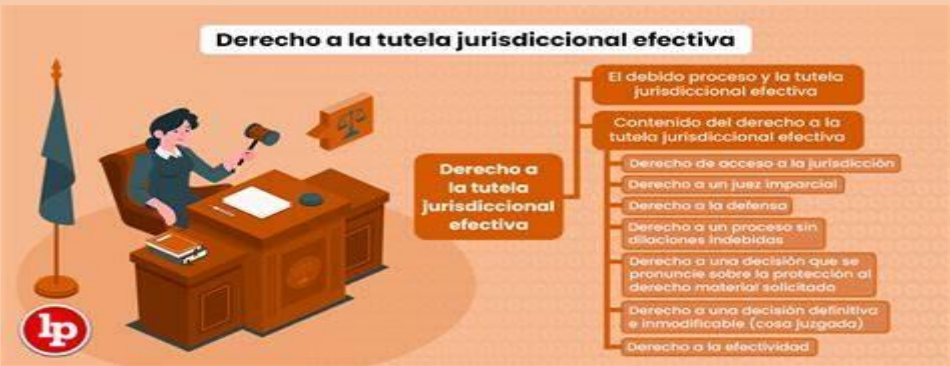 Derecho a la tutela jurisdiccional efectiva
Derecho a
la tutela
jurisdiccional
efectiva
El debido proceso y la tutela
jurisdiccional efectiva
Contenido del derecho a la
tutela jurisdiccional efectiva
Derecho de acceso a la jurisdicción
Derecho a un juez imparcial
Derecho a la defensa
Derecho a un proceso sin
dilaciones indebidas
Derecho a una decisión que se
pronuncie sobre la protección al
derecho material solicitado
Derecho a una decisión definitiva
e inmodificable (cosa juzgada)
Derecho a la efectividad
lp